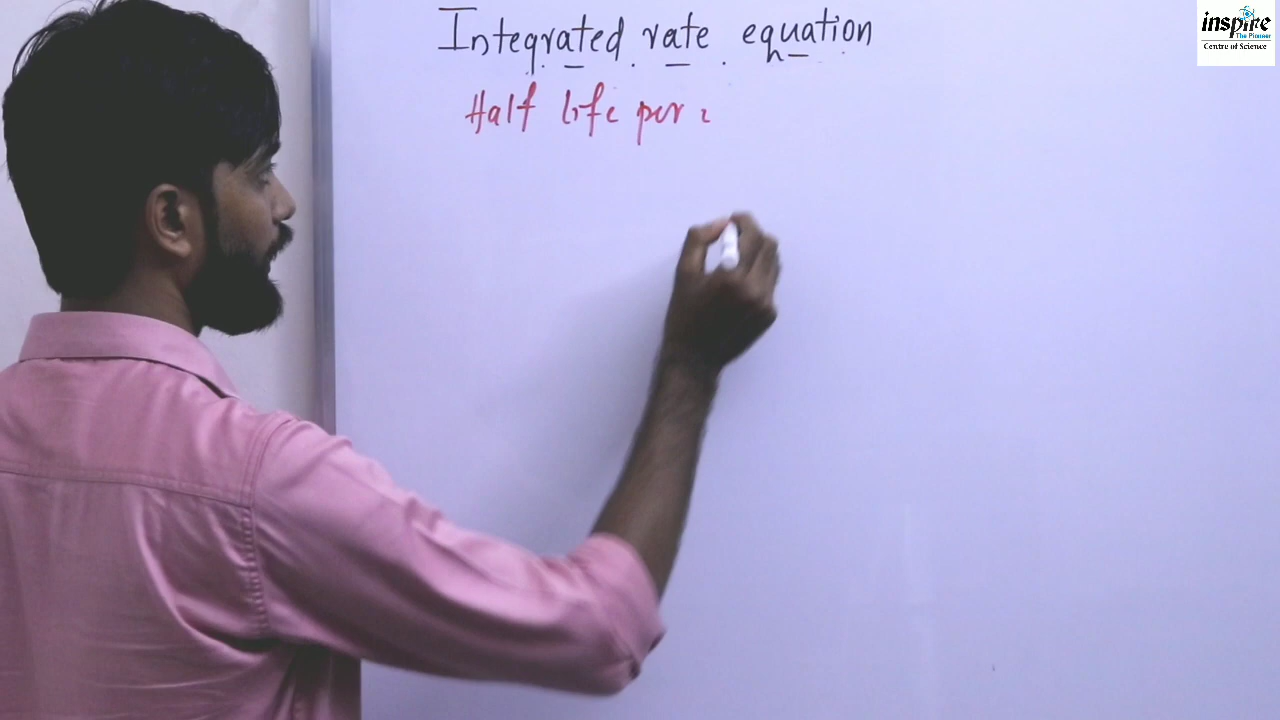 inspire
The Pioneer
Centre of Science
Integrated rate equation
Half life per i